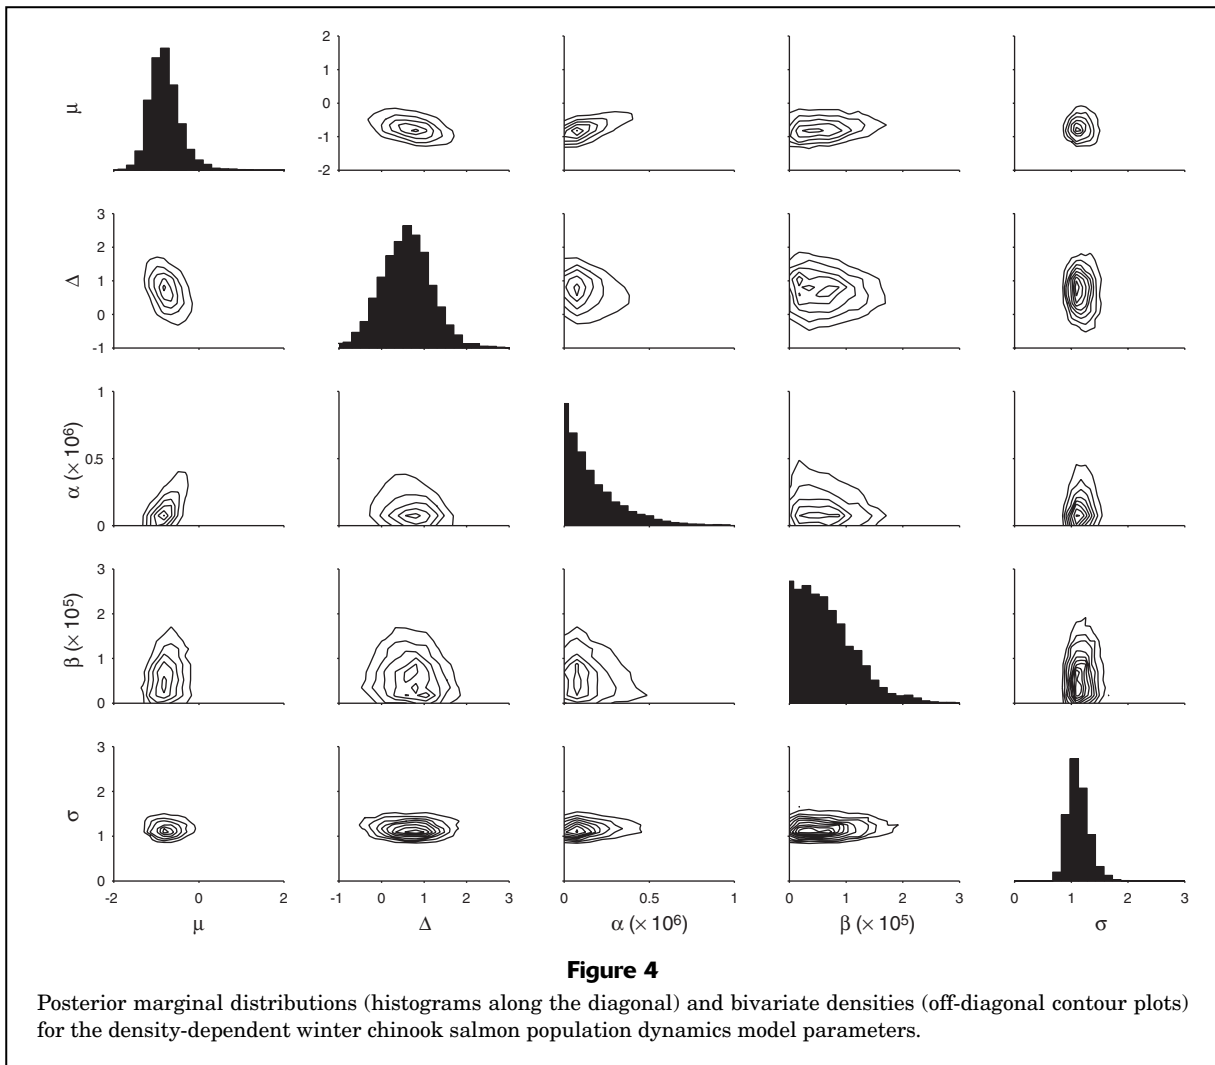 μ
2
1
0
-1
-2
Δ
3
2
1
0
-1
α (× 10⁶)
1
0.5
0
β (× 10⁵)
3
2
1
0
σ
3
2
1
0
-2 0 2 -1 0 1 2 3 0 0.5 1 0 1 2 3 0 1 2 3
μ Δ α (× 10⁶) β (× 10⁵) σ
Figure 4
Posterior marginal distributions (histograms along the diagonal) and bivariate densities (off-diagonal contour plots)
for the density-dependent winter chinook salmon population dynamics model parameters.